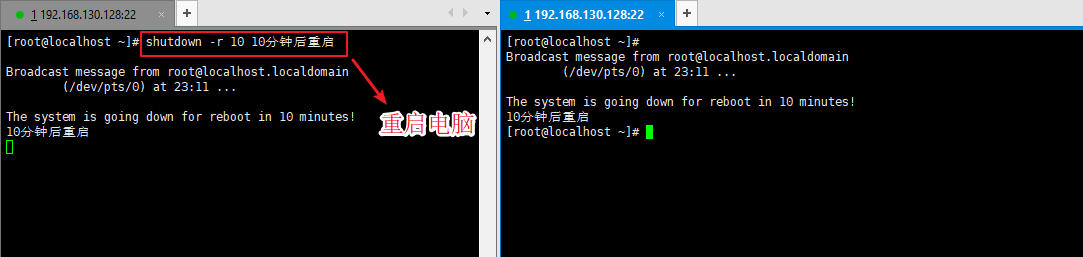 1 192.168.130.128:22
[root@localhost ~]# shutdown -r 10 10分钟后重启
Broadcast message from root@localhost.localdomain
(/dev/pts/0) at 23:11 ...
The system is going down for reboot in 10 minutes!
10分钟后重启
重启电脑
1 192.168.130.128:22
[root@localhost ~]#
Broadcast message from root@localhost.localdomain
(/dev/pts/0) at 23:11 ...
The system is going down for reboot in 10 minutes!
10分钟后重启
[root@localhost ~]#